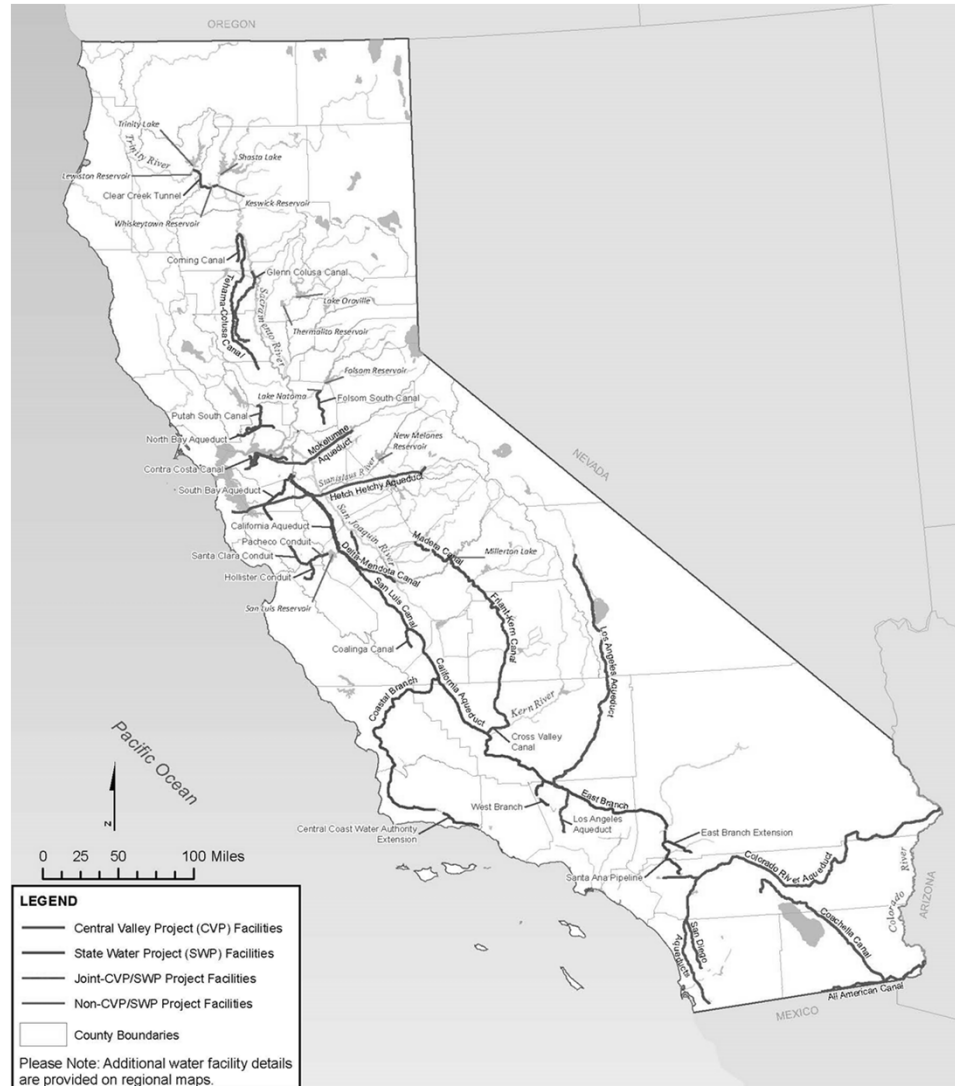 OREGON
Trinity Lake
Trinity River
Shasta Lake
Lewiston Reservoir
Clear Creek Tunnel
Keswick Reservoir
Whiskeytown Reservoir
Corning Canal
Glenn Colusa Canal
Tehama-Colusa Canal
Sacramento River
Lake Oroville
Thermalito Reservoir
Folsom Reservoir
Lake Natoma
Folsom South Canal
Putah South Canal
North Bay Aqueduct
Mokelumne
Aqueduct
New Melones
Reservoir
NEVADA
Contra Costa Canal
Stanislaus River
Hetch Hetchy Aqueduct
South Bay Aqueduct
San Joaquin River
California Aqueduct
Pacheco Conduit
Madera Canal
Millerton Lake
Santa Clara Conduit
Delta-Mendota Canal
Hollister Conduit
San Luis Canal
San Luis Reservoir
Friant-Kern Canal
Los Angeles Aqueduct
Coalinga Canal
Coastal Branch
California Aqueduct
Kern River
Cross Valley
Canal
Pacific Ocean
East Branch
West Branch
Los Angeles
Aqueduct
Central Coast Water Authority
Extension
East Branch Extension
Colorado River Aqueduct
Santa Ana Pipeline
Colorado River
ARIZONA
Coachella Canal
San Diego
Aqueducts
All American Canal
MEXICO
N
0 25 50 100 Miles
LEGEND
Central Valley Project (CVP) Facilities
State Water Project (SWP) Facilities
Joint-CVP/SWP Project Facilities
Non-CVP/SWP Project Facilities
County Boundaries
Please Note: Additional water facility details
are provided on regional maps.